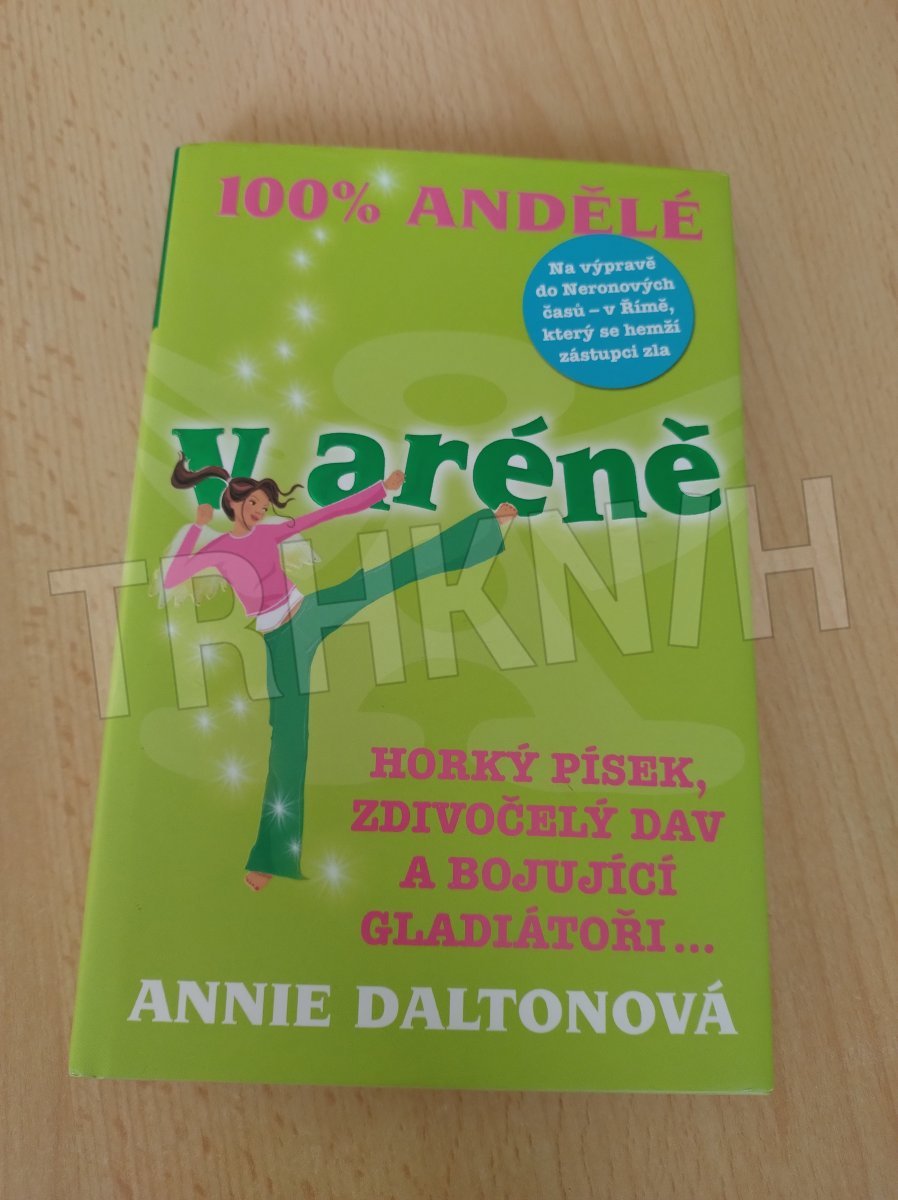 100% ANDĚLÉ
Na výpravě
do Neronových
časů – v Římě,
který se hemží
zástupci zla
V aréně
TRHKNIH
HORKÝ PÍSEK,
ZDIVOČELÝ DAV
A BOJUJÍCÍ
GLADIÁTOŘI...
ANNIE DALTONOVÁ